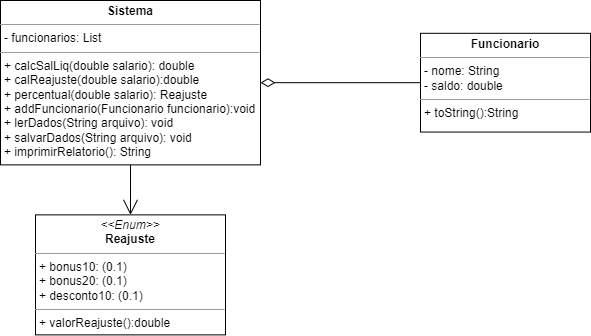 Sistema
- funcionarios: List
+ calcSalLiq(double salario): double
+ calReajuste(double salario):double
+ percentual(double salario): Reajuste
+ addFuncionario(Funcionario funcionario):void
+ lerDados(String arquivo): void
+ salvarDados(String arquivo): void
+ imprimirRelatorio(): String
Funcionario
- nome: String
- saldo: double
+ toString():String
<<Enum>>
Reajuste
+ bonus10: (0.1)
+ bonus20: (0.1)
+ desconto10: (0.1)
+ valorReajuste():double